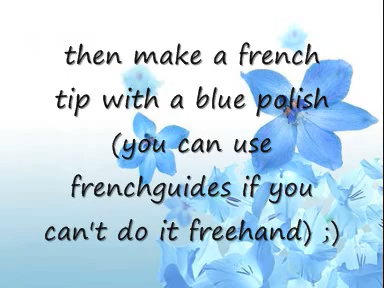 then make a french
tip with a blue polish
(you can use
frenchguides if you
can't do it freehand) ;)